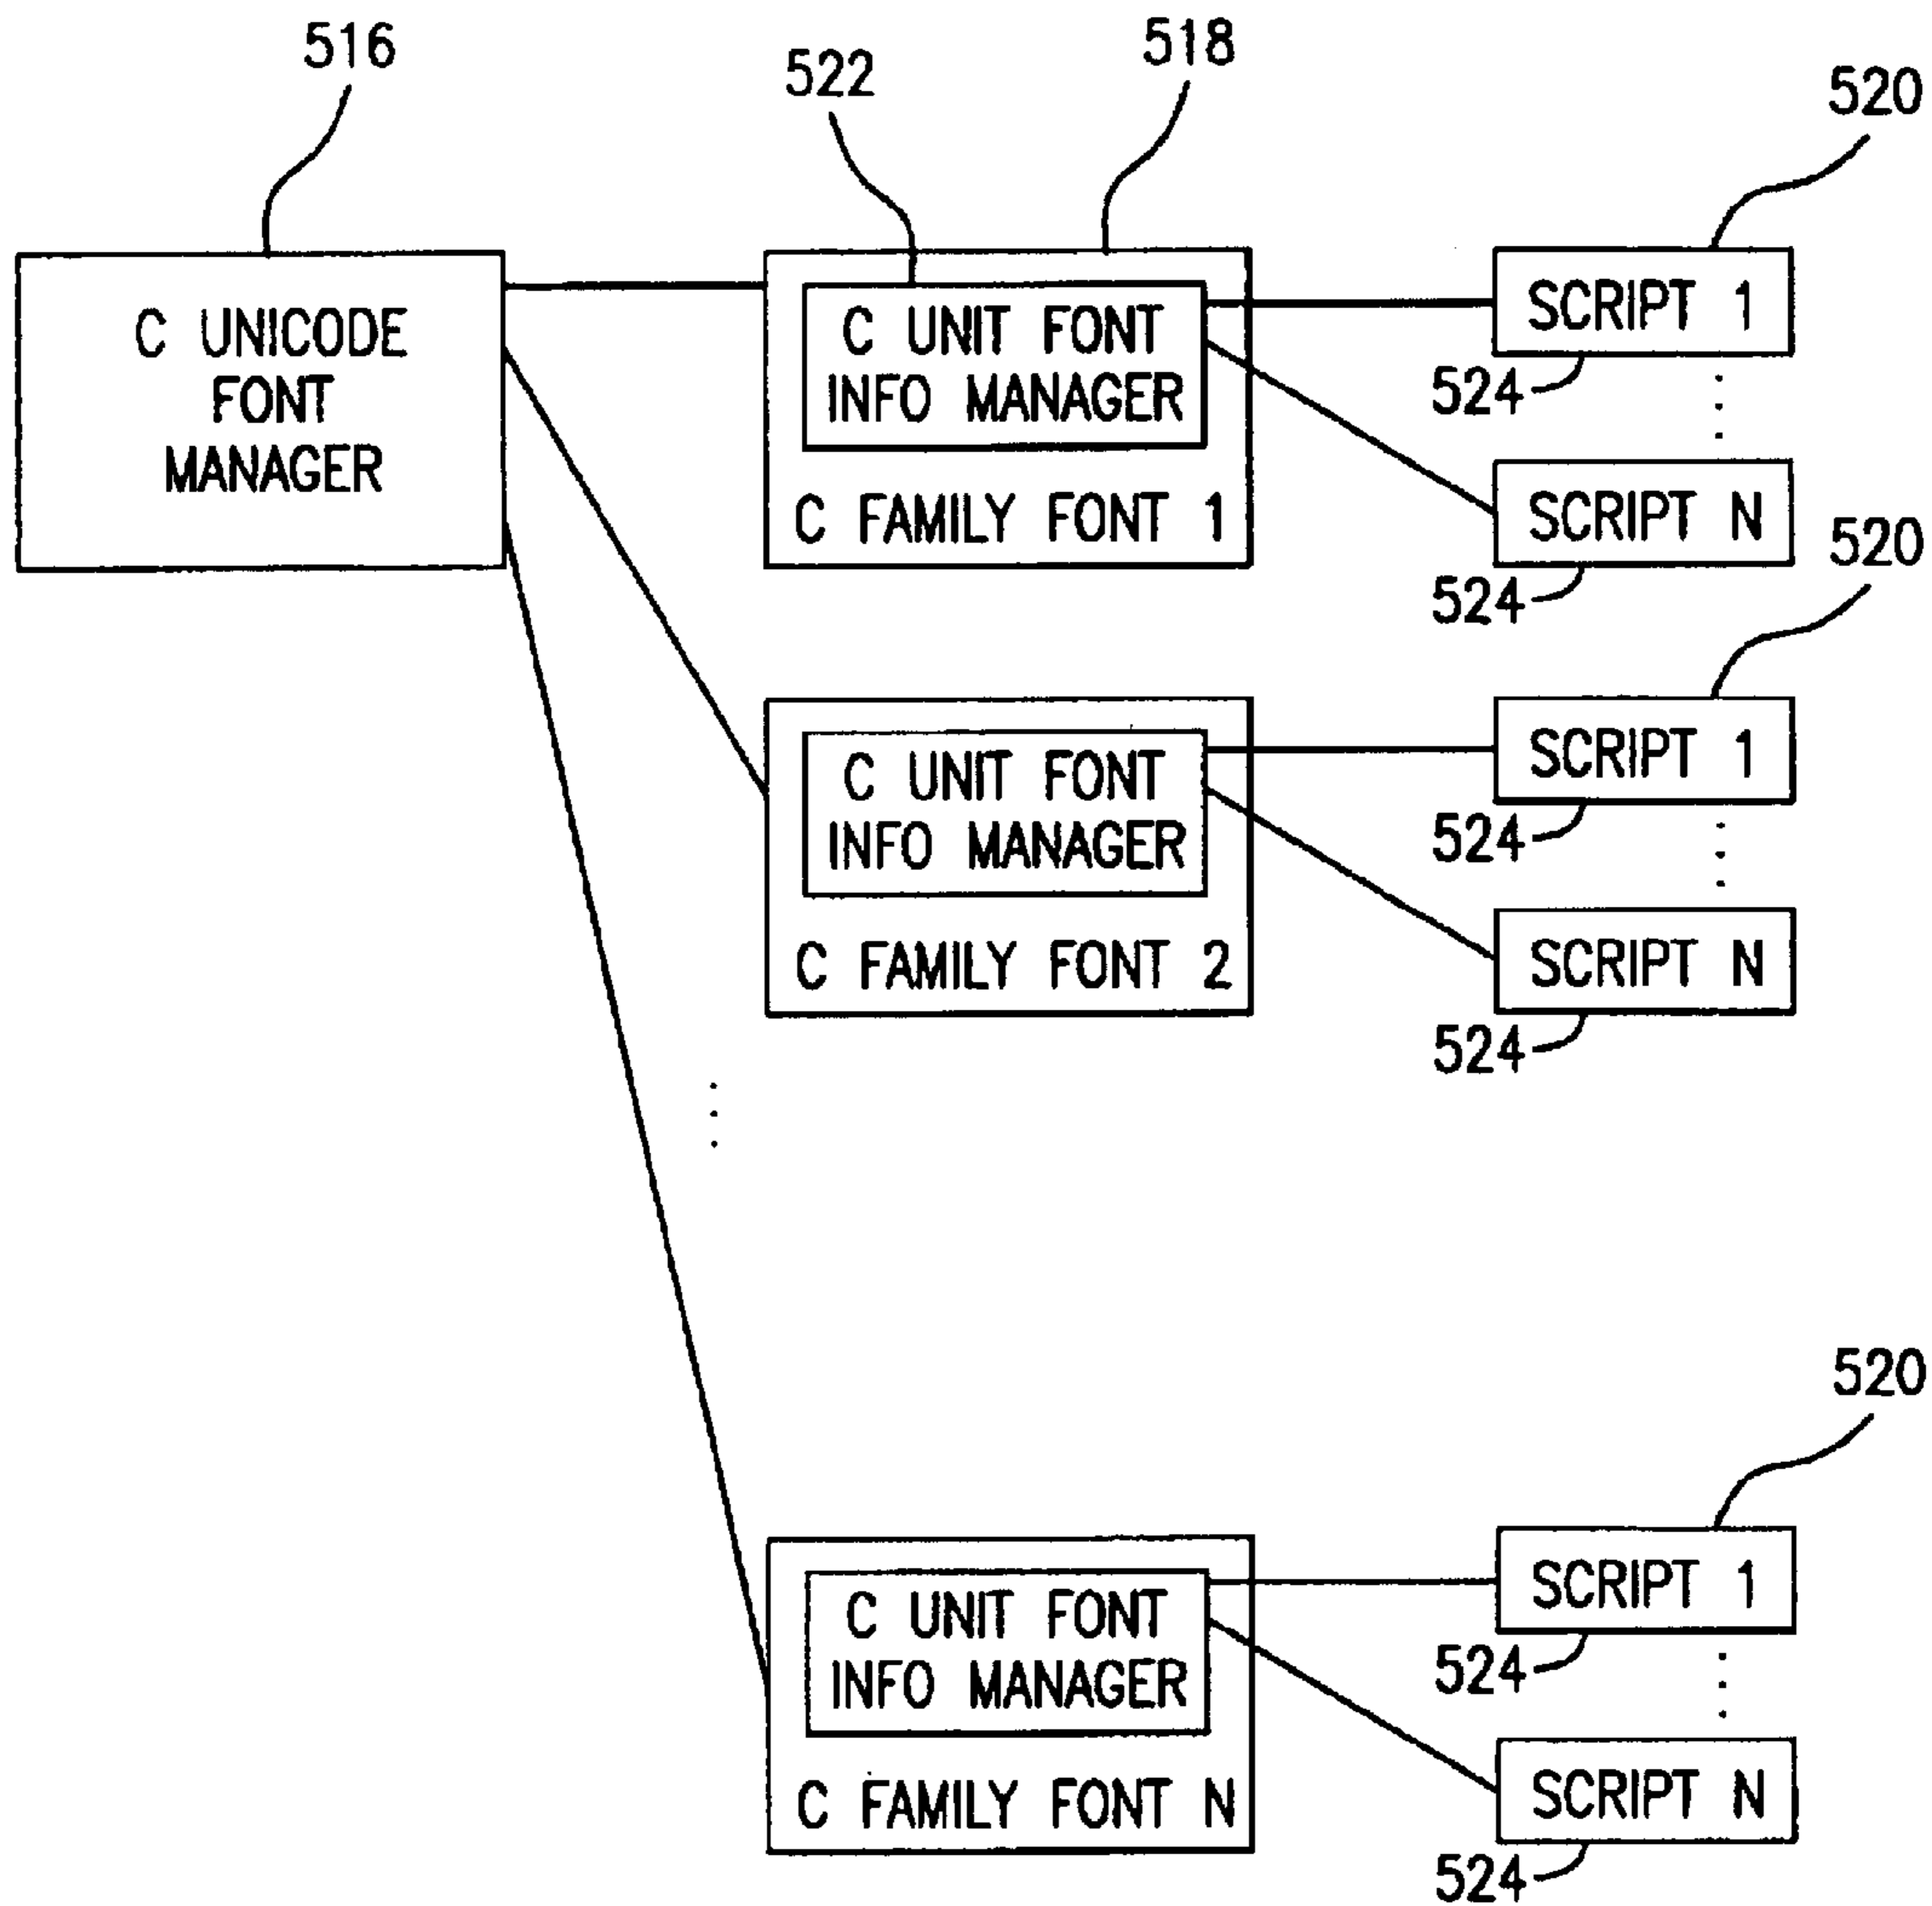 516
522
518
520
C UNICODE
FONT
MANAGER
C UNIT FONT
INFO MANAGER
C FAMILY FONT 1
SCRIPT 1
524
SCRIPT N
524
520
C UNIT FONT
INFO MANAGER
C FAMILY FONT 2
SCRIPT 1
524
SCRIPT N
524
520
C UNIT FONT
INFO MANAGER
C FAMILY FONT N
SCRIPT 1
524
SCRIPT N
524